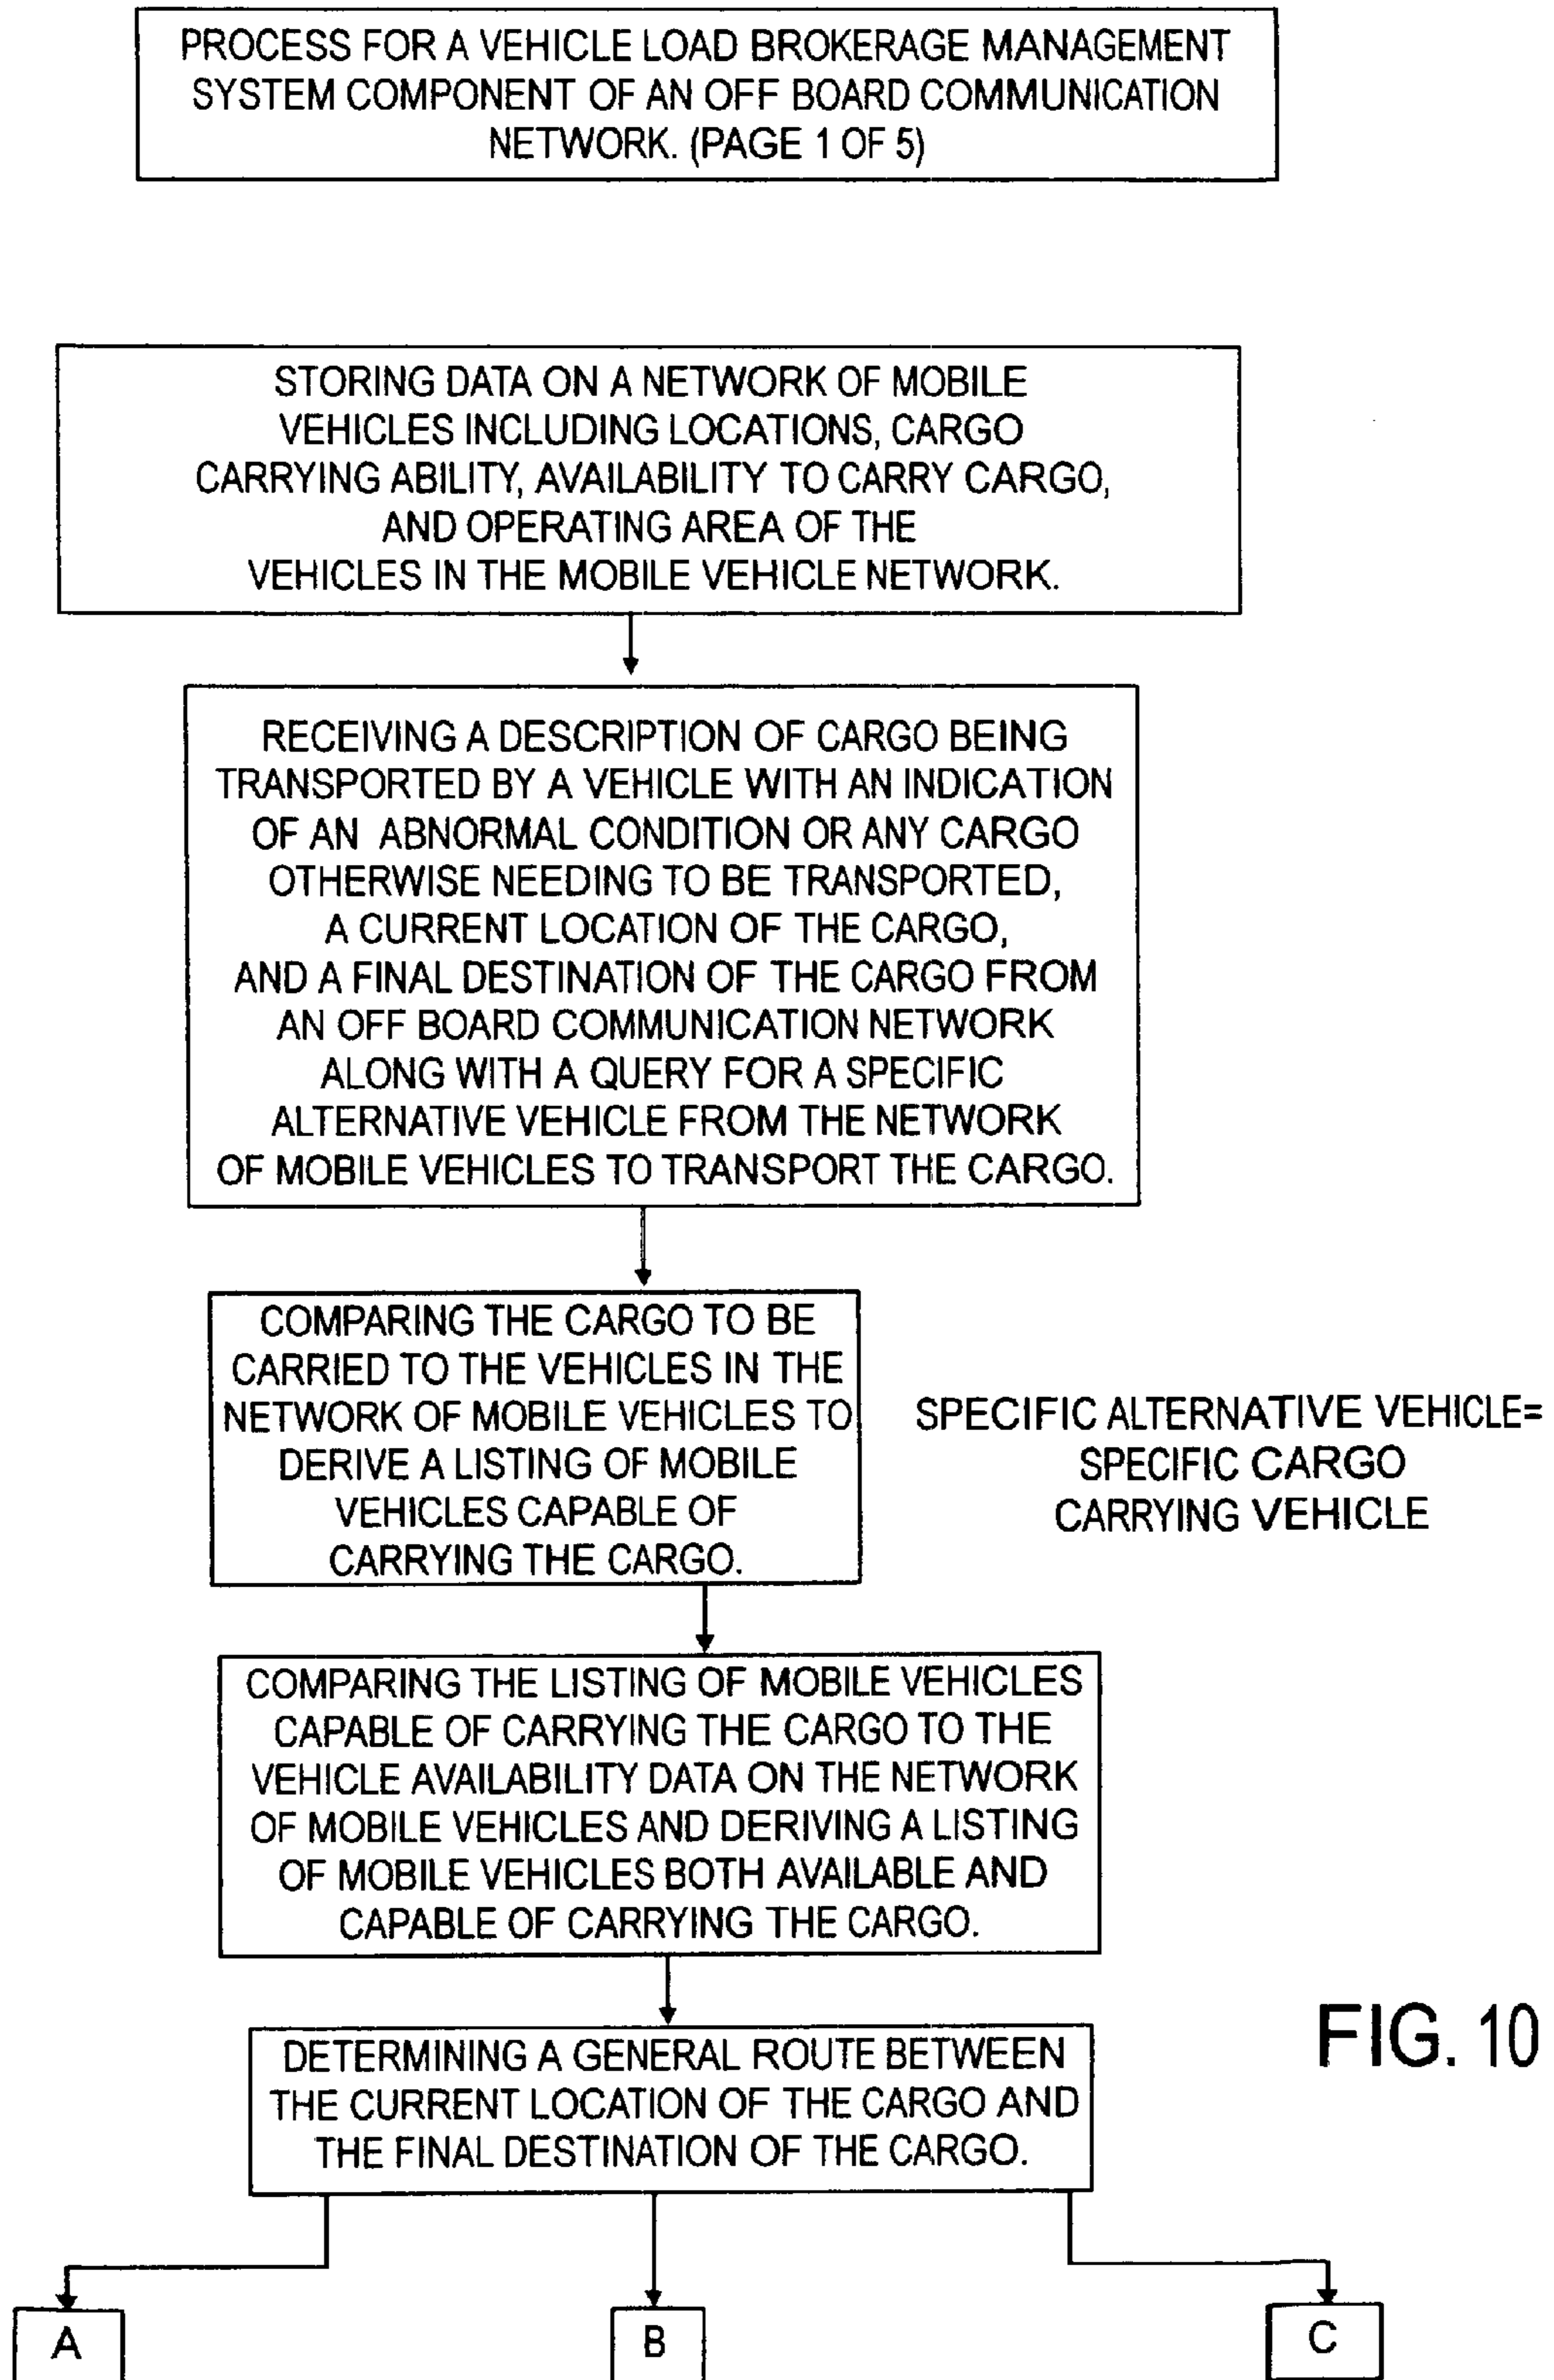 PROCESS FOR A VEHICLE LOAD BROKERAGE MANAGEMENT
SYSTEM COMPONENT OF AN OFF BOARD COMMUNICATION
NETWORK. (PAGE 1 OF 5)
STORING DATA ON A NETWORK OF MOBILE
VEHICLES INCLUDING LOCATIONS, CARGO
CARRYING ABILITY, AVAILABILITY TO CARRY CARGO,
AND OPERATING AREA OF THE
VEHICLES IN THE MOBILE VEHICLE NETWORK.
RECEIVING A DESCRIPTION OF CARGO BEING
TRANSPORTED BY A VEHICLE WITH AN INDICATION
OF AN ABNORMAL CONDITION OR ANY CARGO
OTHERWISE NEEDING TO BE TRANSPORTED,
A CURRENT LOCATION OF THE CARGO,
AND A FINAL DESTINATION OF THE CARGO FROM
AN OFF BOARD COMMUNICATION NETWORK
ALONG WITH A QUERY FOR A SPECIFIC
ALTERNATIVE VEHICLE FROM THE NETWORK
OF MOBILE VEHICLES TO TRANSPORT THE CARGO.
COMPARING THE CARGO TO BE
CARRIED TO THE VEHICLES IN THE
NETWORK OF MOBILE VEHICLES TO
DERIVE A LISTING OF MOBILE
VEHICLES CAPABLE OF
CARRYING THE CARGO.
SPECIFIC ALTERNATIVE VEHICLE=
SPECIFIC CARGO
CARRYING VEHICLE
COMPARING THE LISTING OF MOBILE VEHICLES
CAPABLE OF CARRYING THE CARGO TO THE
VEHICLE AVAILABILITY DATA ON THE NETWORK
OF MOBILE VEHICLES AND DERIVING A LISTING
OF MOBILE VEHICLES BOTH AVAILABLE AND
CAPABLE OF CARRYING THE CARGO.
DETERMINING A GENERAL ROUTE BETWEEN
THE CURRENT LOCATION OF THE CARGO AND
THE FINAL DESTINATION OF THE CARGO.
FIG. 10
A
B
C